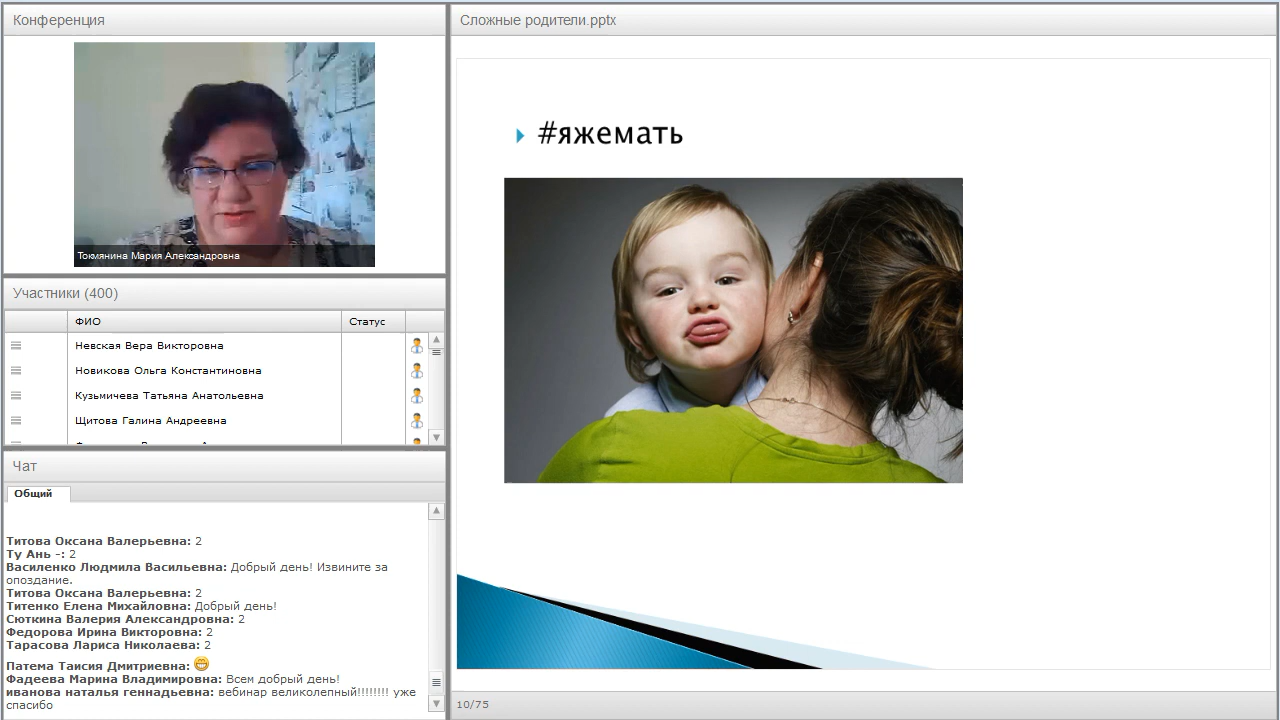 Конференция
Токмянина Мария Александровна
Участники (400)
ФИО
Статус
Невская Вера Викторовна
Новикова Ольга Константиновна
Кузьмичева Татьяна Анатольевна
Щитова Галина Андреевна
Чат
Общий
Титова Оксана Валерьевна: 2
Ту Ань -: 2
Василенко Людмила Васильевна: Добрый день! Извините за
опоздание.
Титова Оксана Валерьевна: 2
Титенко Елена Михайловна: Добрый день!
Сюткина Валерия Александровна: 2
Федорова Ирина Викторовна: 2
Тарасова Лариса Николаева: 2
Патема Таисия Дмитриевна:
Фадеева Марина Владимировна: Всем добрый день!
иванова наталья геннадьевна: вебинар великолепный!!!!!!!! уже
спасибо
Сложные родители.pptx
#яжемать
10/75